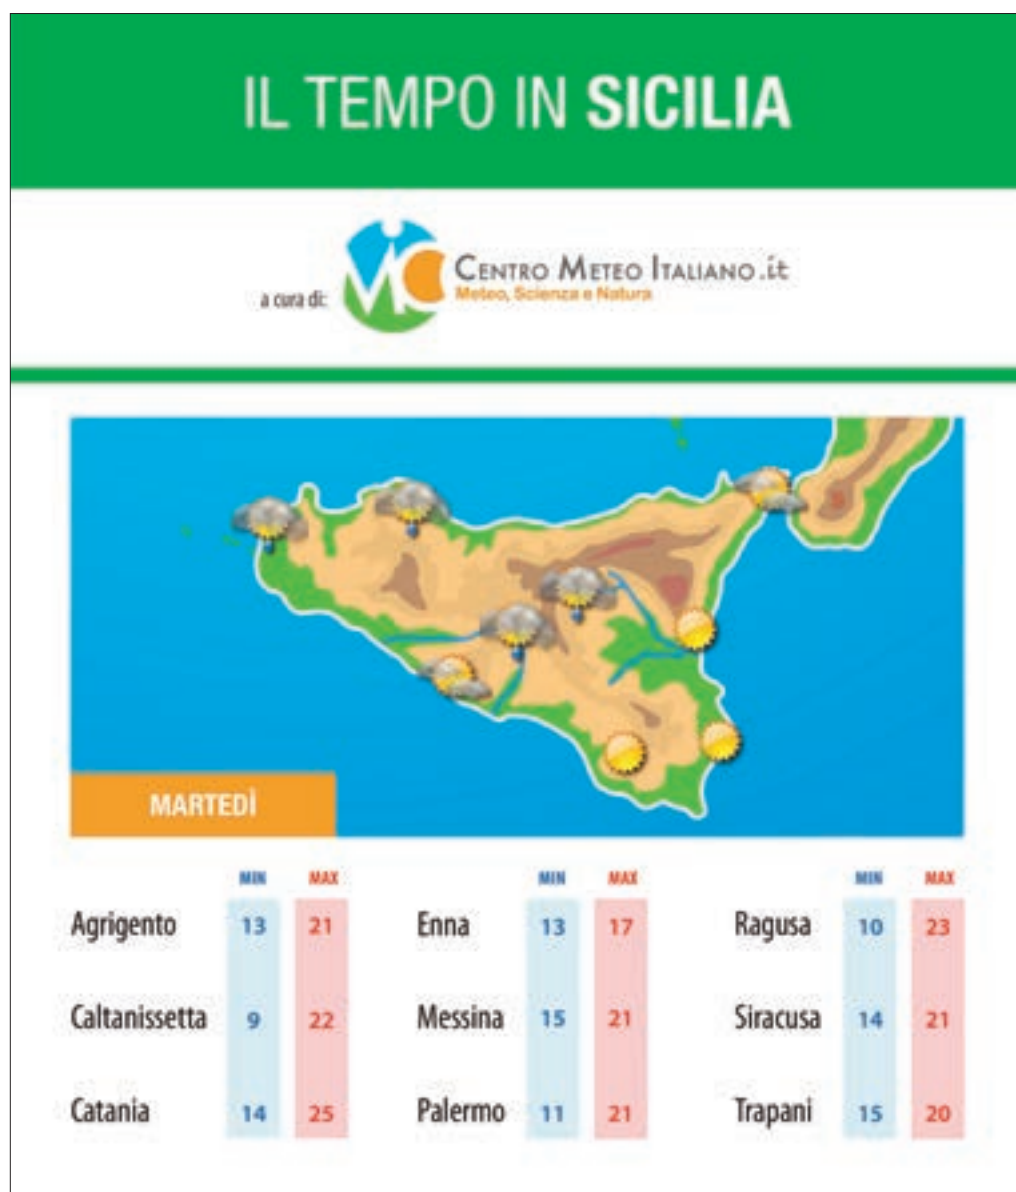 IL TEMPO IN SICILIA
a cura di:
CENTRO METEO ITALIANO.it
Meteo, Scienza e Natura
MARTEDÌ
MIN MAX MIN MAX MIN MAX
Agrigento 13 21 Enna 13 17 Ragusa 10 23
Caltanissetta 9 22 Messina 15 21 Siracusa 14 21
Catania 14 25 Palermo 11 21 Trapani 15 20